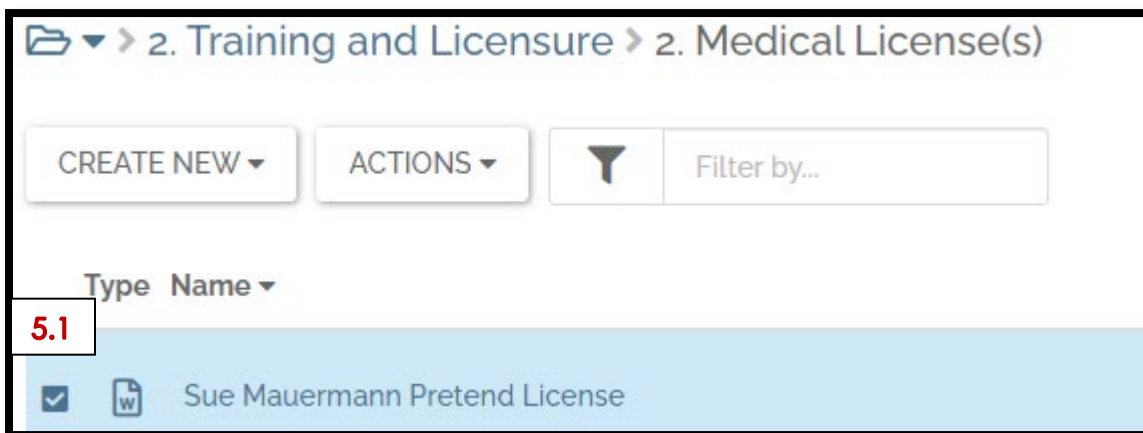 > 2. Training and Licensure > 2. Medical License(s)
CREATE NEW ACTIONS Filter by...
Type Name
5.1
W Sue Mauermann Pretend License